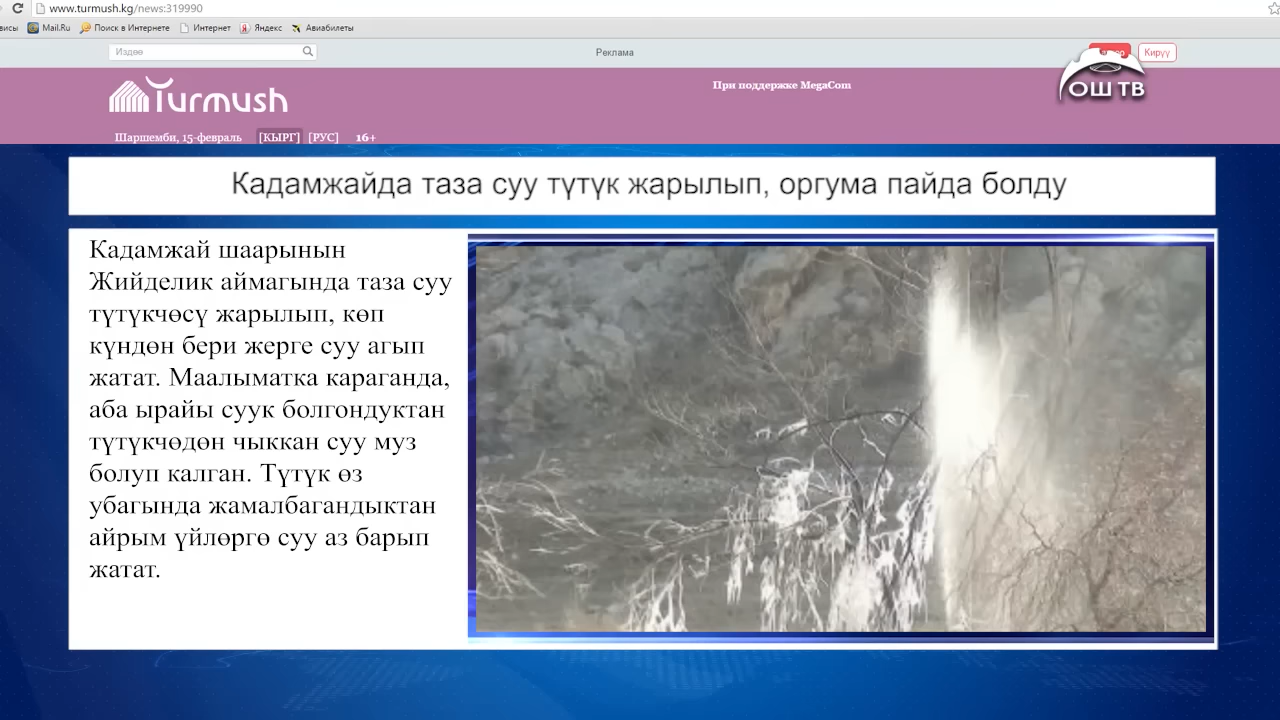 www.turmush.kg/news:319990
висы Mail.Ru Поиск в Интернете Интернет Яндекс Авиабилеты
Издөө Реклама Кирүү
Turmush
При поддержке MegaCom
ОШ ТВ
Шаршемби, 15-февраль [КЫРГ] [РУС] 16+
Кадамжайда таза суу түтүк жарылып, оргума пайда болду
Кадамжай шаарынын
Жийделик аймагында таза суу
түтүкчөсү жарылып, көп
күндөн бери жерге суу агып
жатат. Маалыматка караганда,
аба ырайы суук болгондуктан
түтүкчөдөн чыккан суу муз
болуп калган. Түтүк өз
убагында жамалбагандыктан
айрым үйлөргө суу аз барып
жатат.